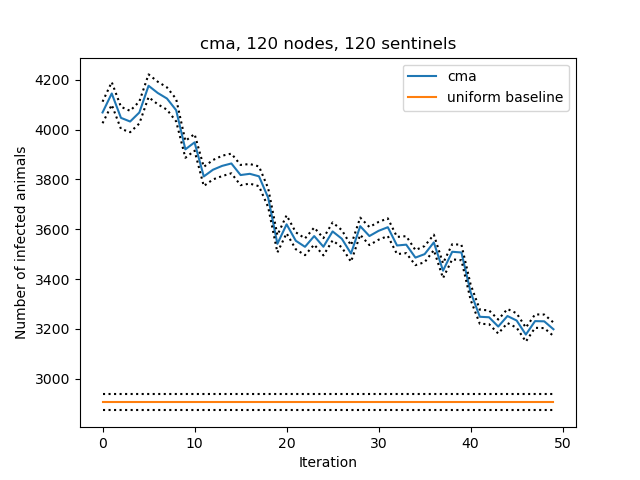 cma, 120 nodes, 120 sentinels
cma
uniform baseline
Number of infected animals
4200
4000
3800
3600
3400
3200
3000
0 10 20 30 40 50
Iteration